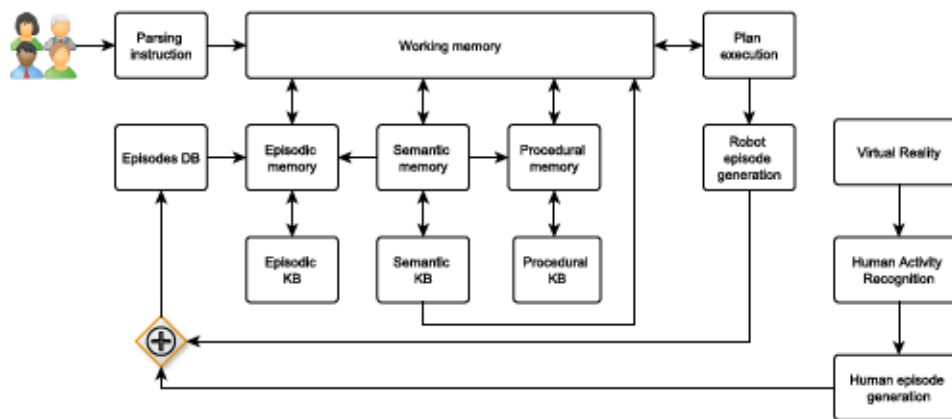 Parsing
instruction
Working memory
Plan
execution
Episodes DB
Episodic
memory
Semantic
memory
Procedural
memory
Robot
episode
generation
Virtual Reality
Episodic
KB
Semantic
KB
Procedural
KB
Human Activity
Recognition
Human episode
generation